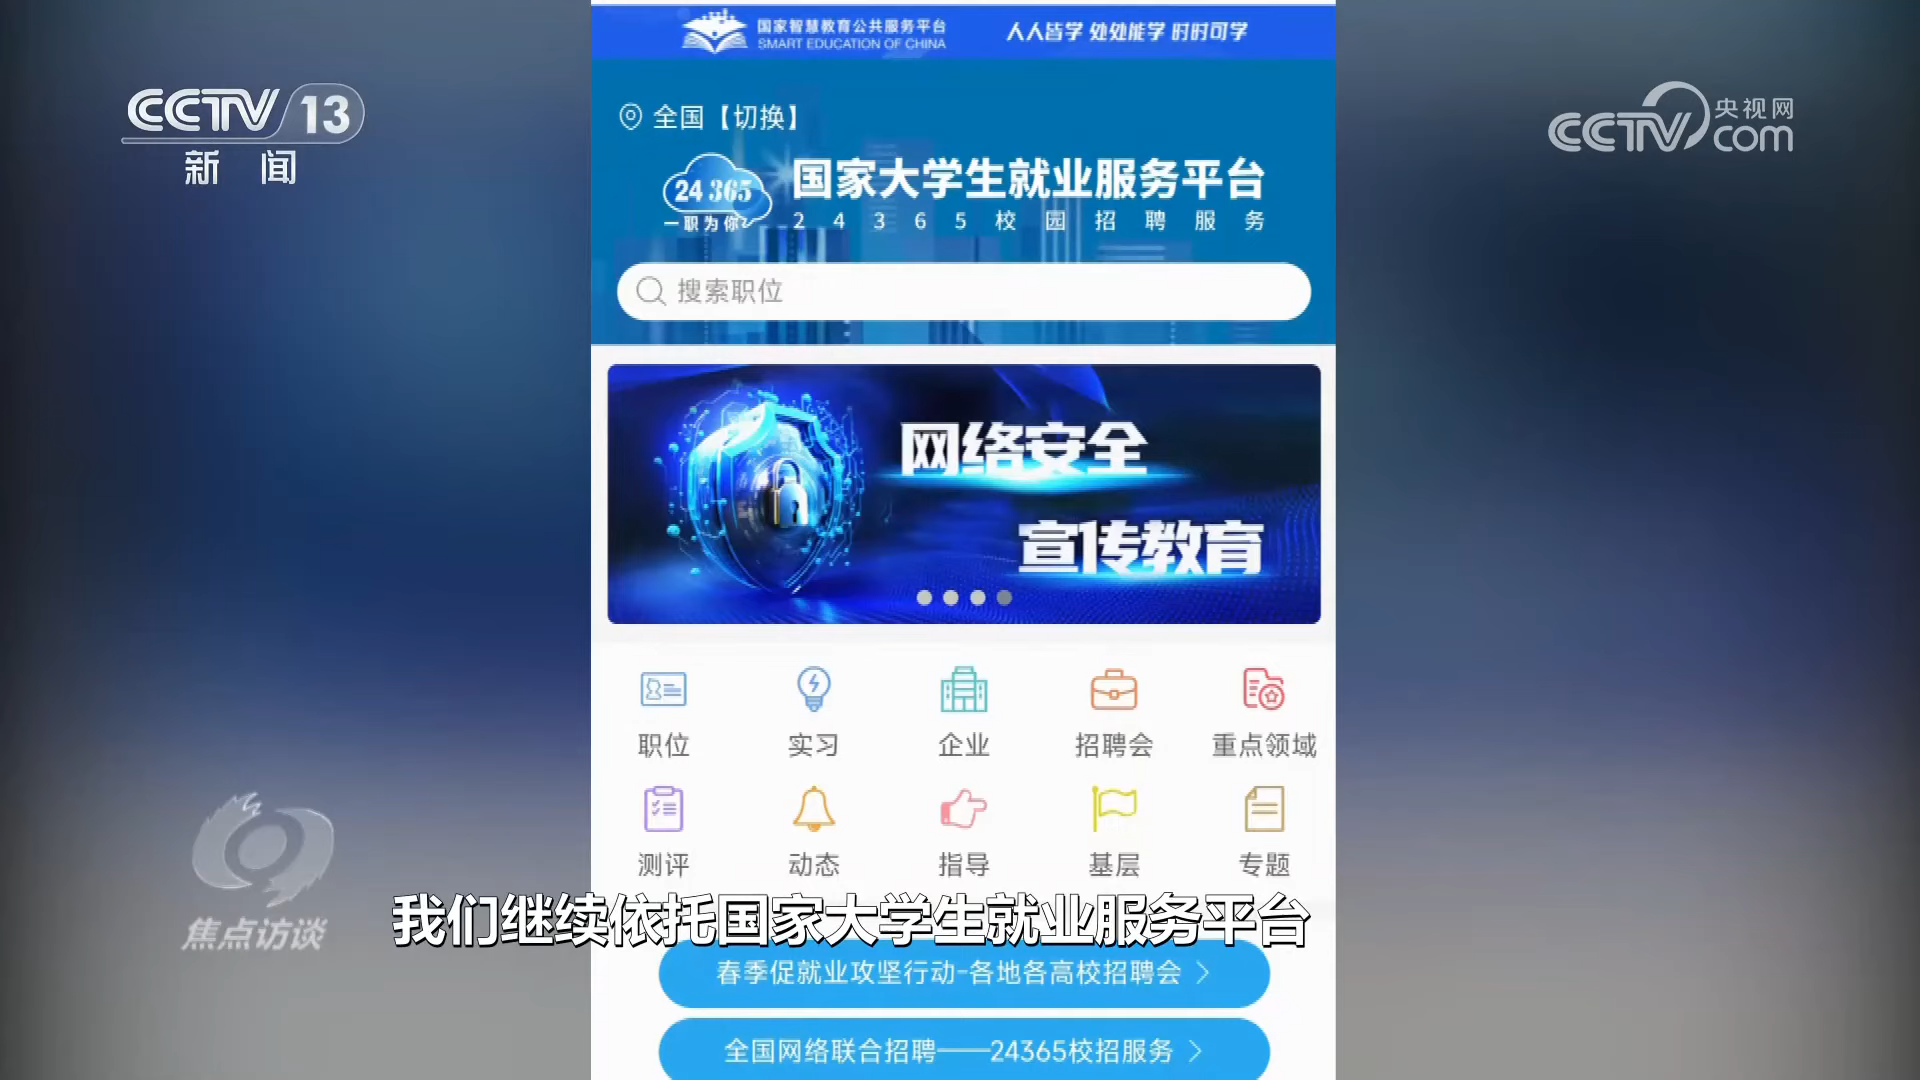 国家智慧教育公共服务平台
SMART EDUCATION OF CHINA
人人皆学 处处能学 时时可学
CCTV 13
新闻
央视网
CCTV com
全国【切换】
24 365
一职为你
国家大学生就业服务平台
24365校园招聘服务
搜索职位
网络安全
宣传教育
职位 实习 企业 招聘会 重点领域
测评 动态 指导 基层 专题
焦点访谈
我们继续依托国家大学生就业服务平台
春季促就业攻坚行动-各地各高校招聘会 >
全国网络联合招聘——24365校招服务 >